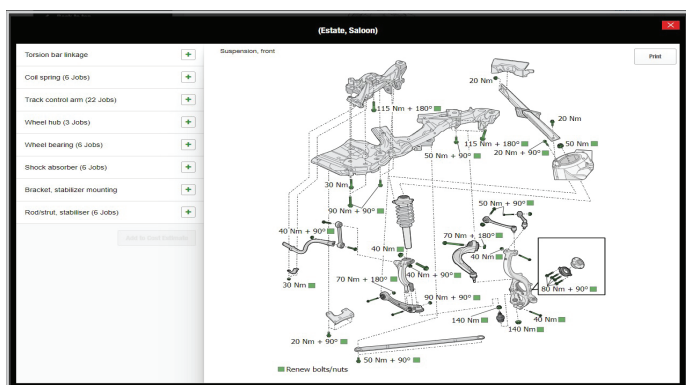 (Estate, Saloon)
Torsion bar linkage
Coil spring (6 Jobs)
Track control arm (22 Jobs)
Wheel hub (3 Jobs)
Wheel bearing (6 Jobs)
Shock absorber (6 Jobs)
Bracket, stabilizer mounting
Rod/strut, stabiliser (6 Jobs)
Suspension, front
Print
20 Nm
115 Nm + 180°
20 Nm
115 Nm + 180°
50 Nm
20 Nm + 90°
50 Nm + 90°
30 Nm
90 Nm + 90°
50 Nm + 90°
40 Nm + 90°
70 Nm + 180°
40 Nm
40 Nm
40 Nm + 90°
70 Nm + 180°
30 Nm
80 Nm + 90°
90 Nm + 90°
140 Nm
40 Nm
140 Nm
20 Nm + 90°
50 Nm + 90°
Renew bolts/nuts